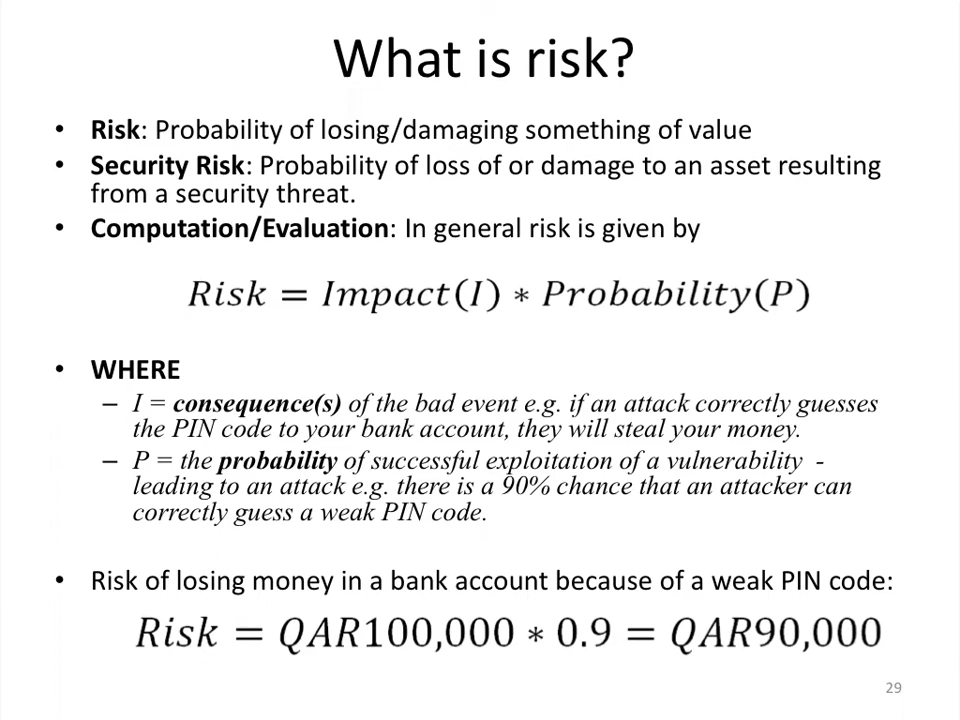 What is risk?
• Risk: Probability of losing/damaging something of value
• Security Risk: Probability of loss of or damage to an asset resulting
from a security threat.
• Computation/Evaluation: In general risk is given by
Risk = Impact(I) * Probability(P)
• WHERE
– I = consequence(s) of the bad event e.g. if an attack correctly guesses
the PIN code to your bank account, they will steal your money.
– P = the probability of successful exploitation of a vulnerability -
leading to an attack e.g. there is a 90% chance that an attacker can
correctly guess a weak PIN code.
• Risk of losing money in a bank account because of a weak PIN code:
Risk = QAR100,000 * 0.9 = QAR90,000
29